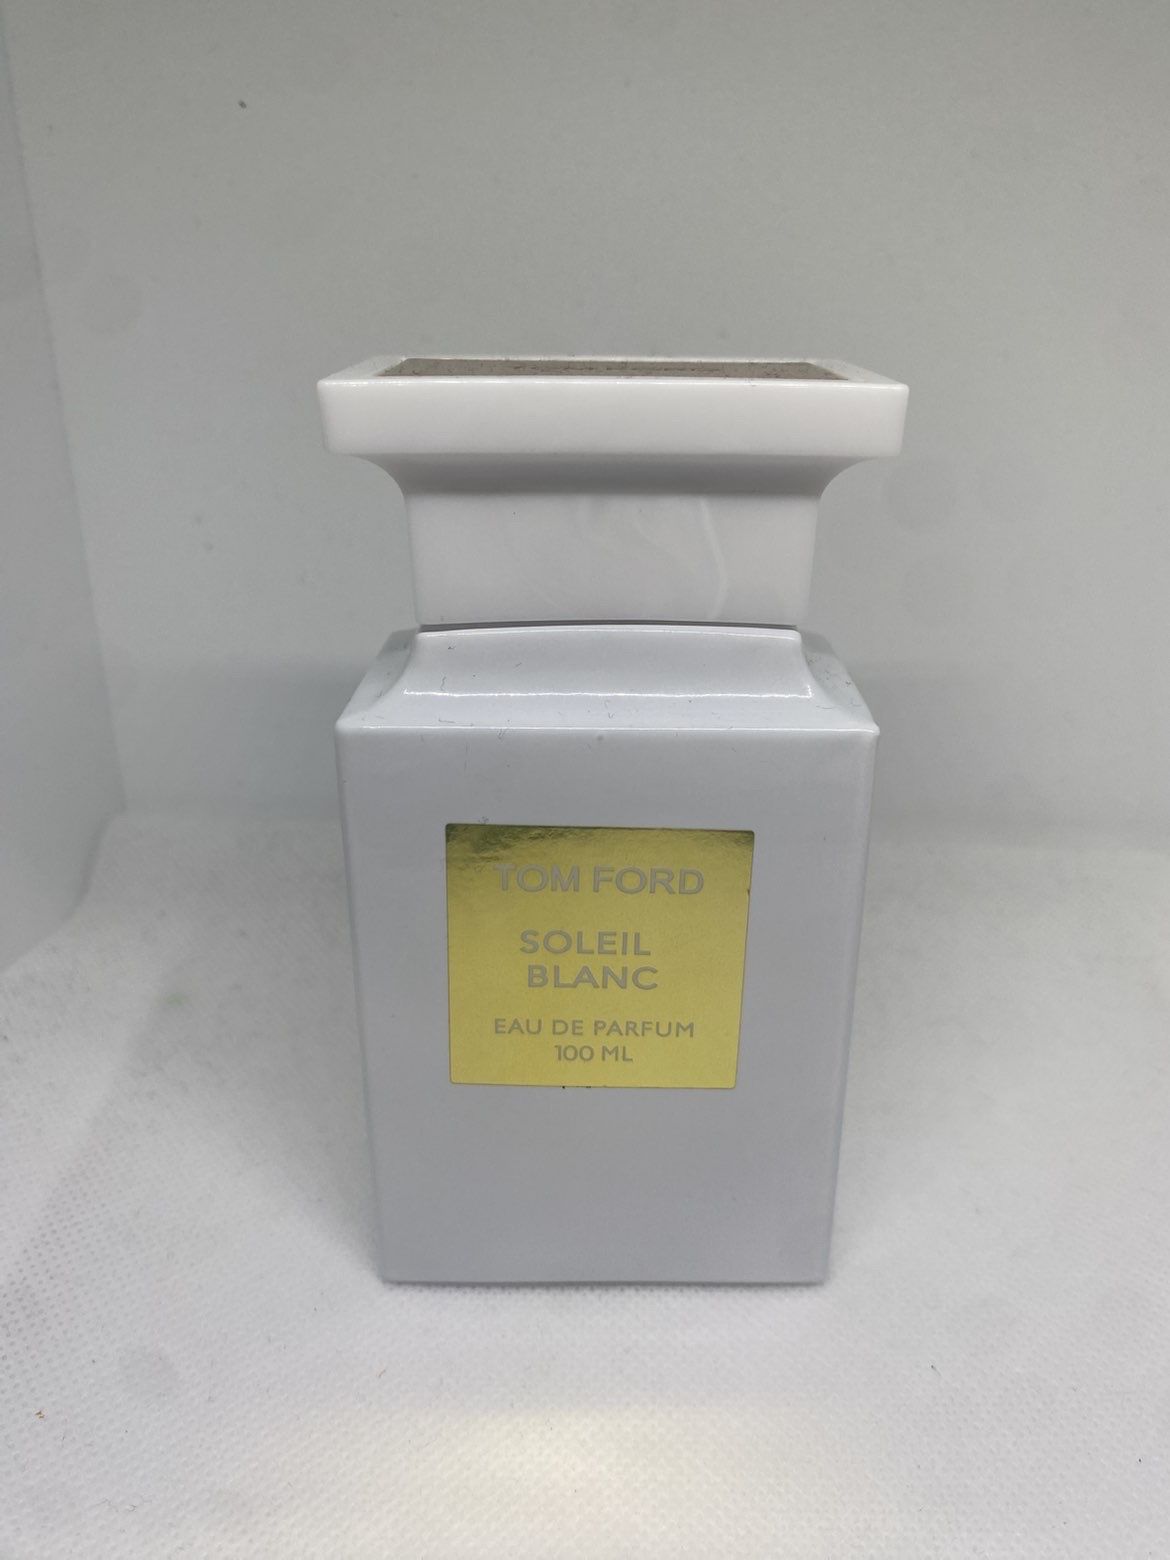 TOM FORD
SOLEIL
BLANC
EAU DE PARFUM
100 ML